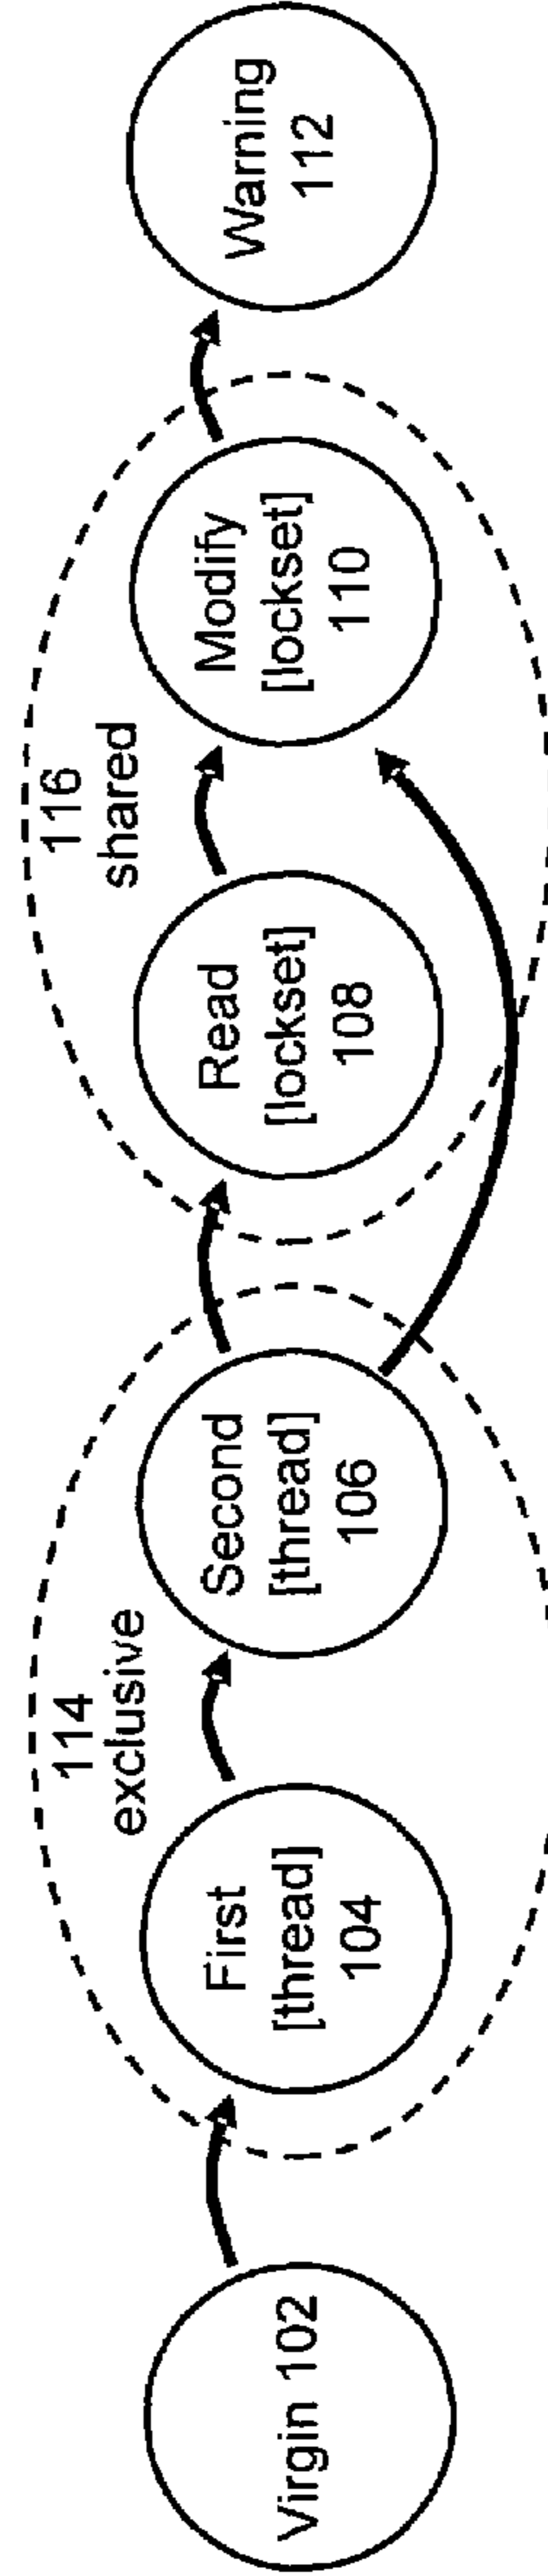 Virgin 102
114
exclusive
First
[thread]
104
Second
[thread]
106
116
shared
Read
[lockset]
108
Modify
[lockset]
110
Warning
112